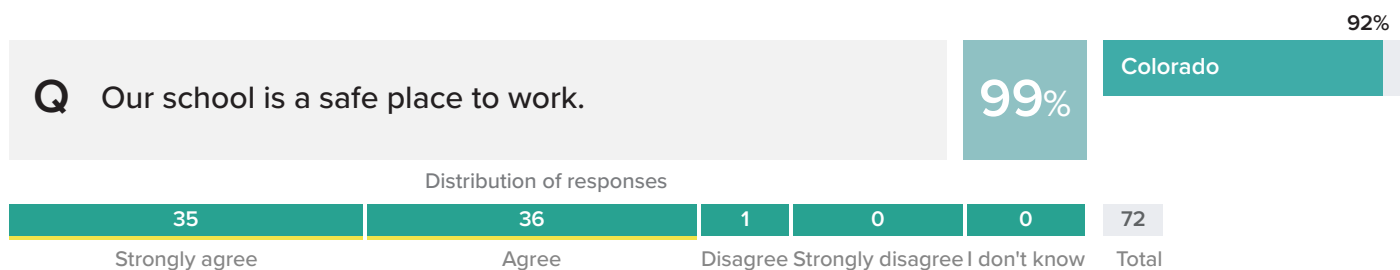 92%
Q Our school is a safe place to work.
99%
Colorado
Distribution of responses
35 36 1 0 0 72
Strongly agree Agree Disagree Strongly disagree I don't know Total